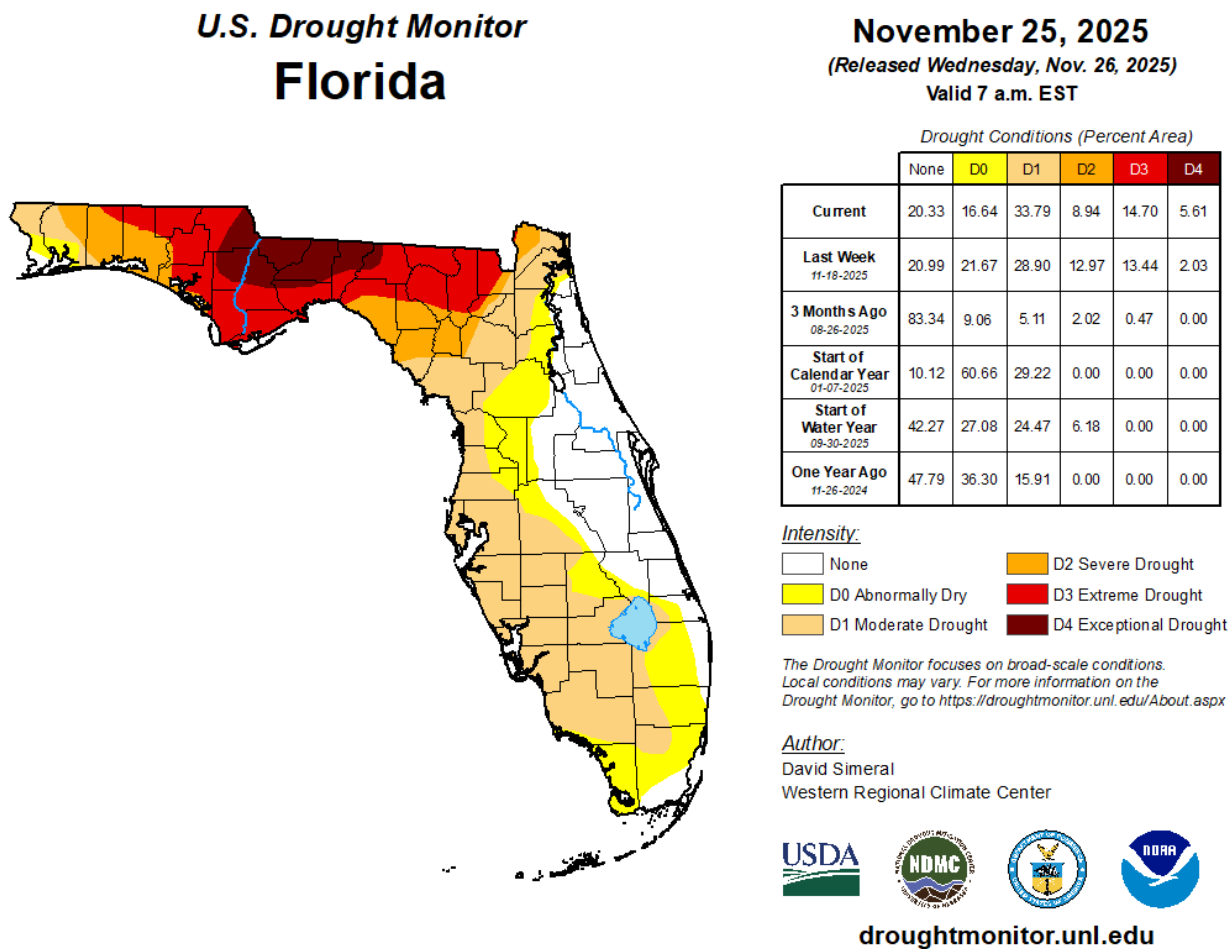 U.S. Drought Monitor
Florida
November 25, 2025
(Released Wednesday, Nov. 26, 2025)
Valid 7 a.m. EST
Drought Conditions (Percent Area)
None D0 D1 D2 D3 D4
Current 20.33 16.64 33.79 8.94 14.70 5.61
Last Week
11-18-2025
20.99 21.67 28.90 12.97 13.44 2.03
3 Months Ago
08-26-2025
83.34 9.06 5.11 2.02 0.47 0.00
Start of
Calendar Year
01-07-2025
10.12 60.66 29.22 0.00 0.00 0.00
Start of
Water Year
09-30-2025
42.27 27.08 24.47 6.18 0.00 0.00
One Year Ago
11-26-2024
47.79 36.30 15.91 0.00 0.00 0.00
Intensity:
None
D0 Abnormally Dry
D1 Moderate Drought
D2 Severe Drought
D3 Extreme Drought
D4 Exceptional Drought
The Drought Monitor focuses on broad-scale conditions.
Local conditions may vary. For more information on the
Drought Monitor, go to https://droughtmonitor.unl.edu/About.aspx
Author:
David Simeral
Western Regional Climate Center
USDA
NDMC
NOAA
droughtmonitor.unl.edu